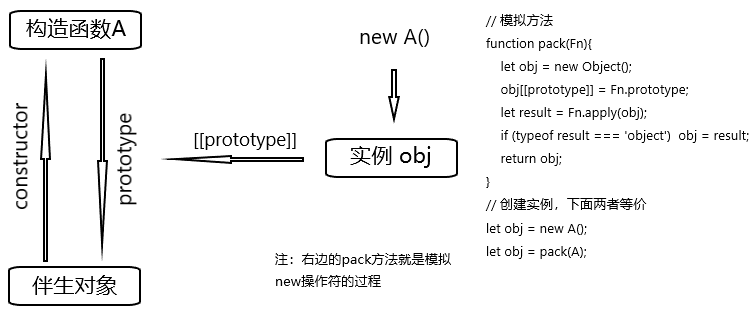 构造函数A
constructor
prototype
伴生对象
new A()
[[prototype]]
实例 obj
注：右边的pack方法就是模拟
new操作符的过程
// 模拟方法
function pack(Fn){
let obj = new Object();
obj[[prototype]] = Fn.prototype;
let result = Fn.apply(obj);
if (typeof result === 'object')  obj = result;
return obj;
}
// 创建实例，下面两者等价
let obj = new A();
let obj = pack(A);